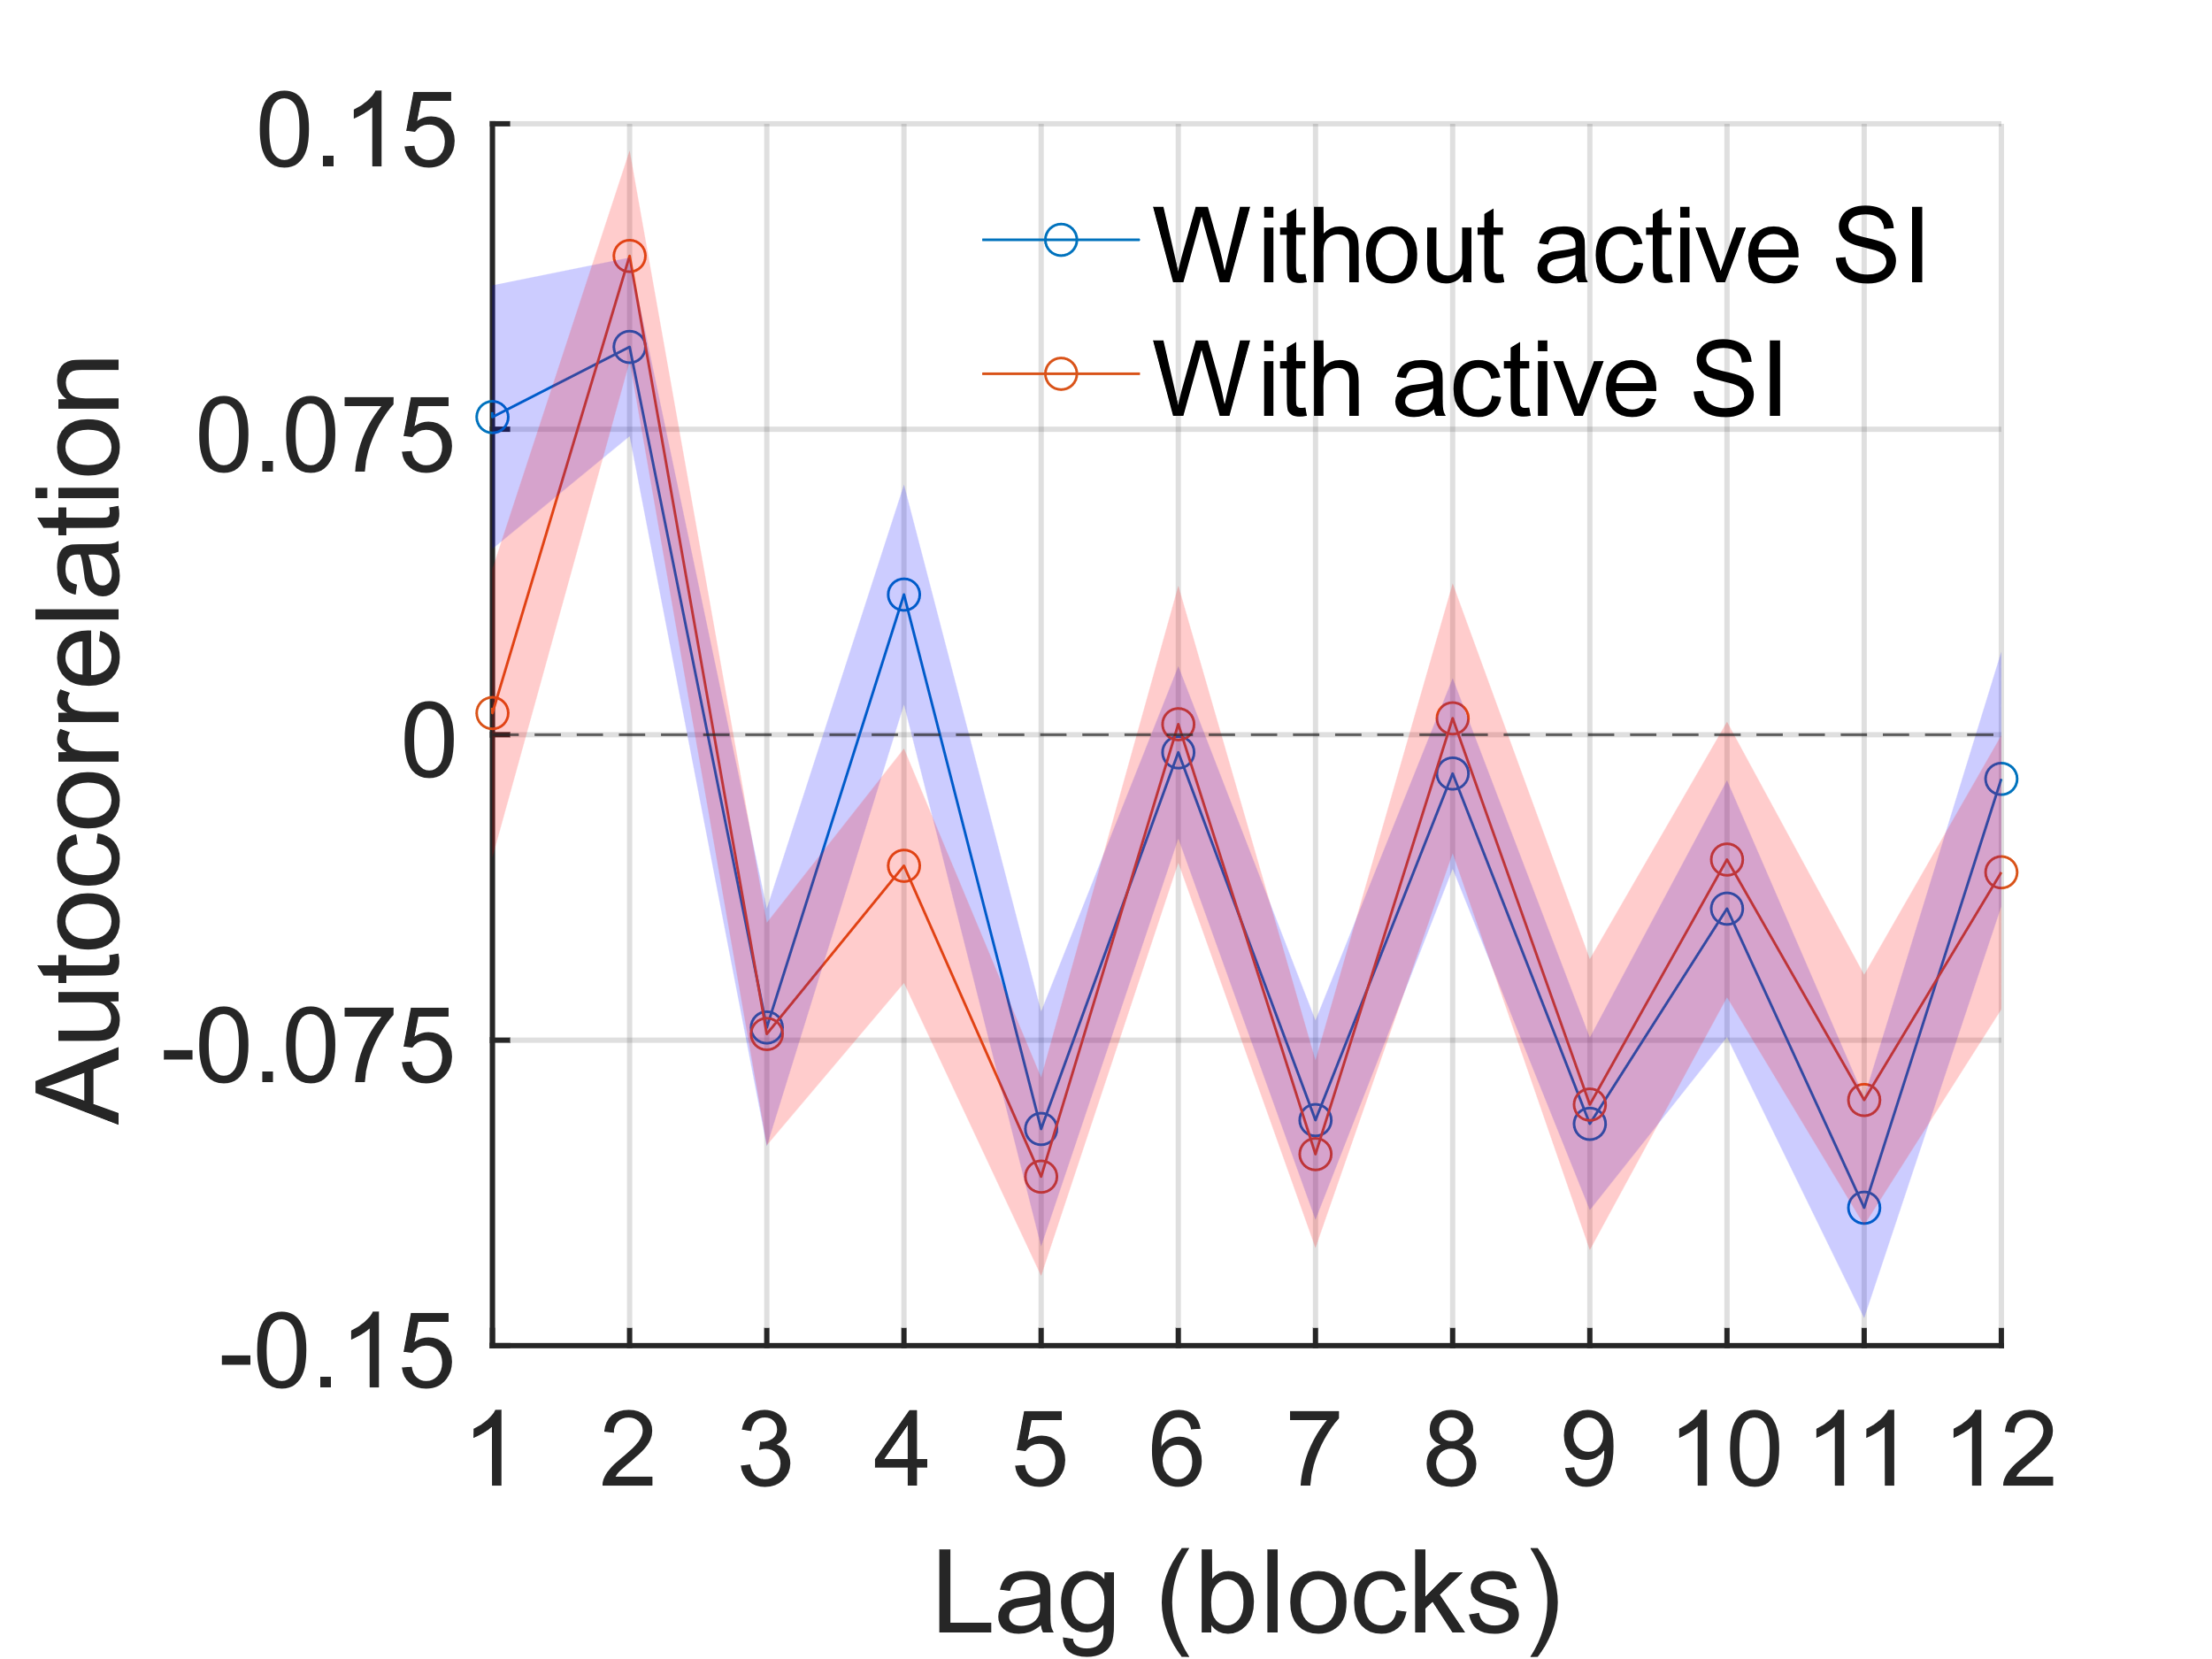 0.15
0.075
0
-0.075
-0.15
Autocorrelation
Without active SI
With active SI
1 2 3 4 5 6 7 8 9 10 11 12
Lag (blocks)